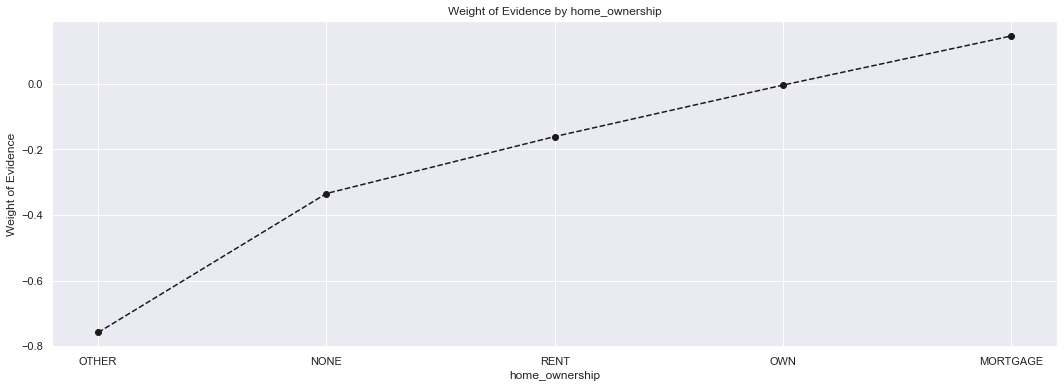 Weight of Evidence by home_ownership
Weight of Evidence
0.0
−0.2
−0.4
−0.6
−0.8
OTHER NONE RENT OWN MORTGAGE
home_ownership